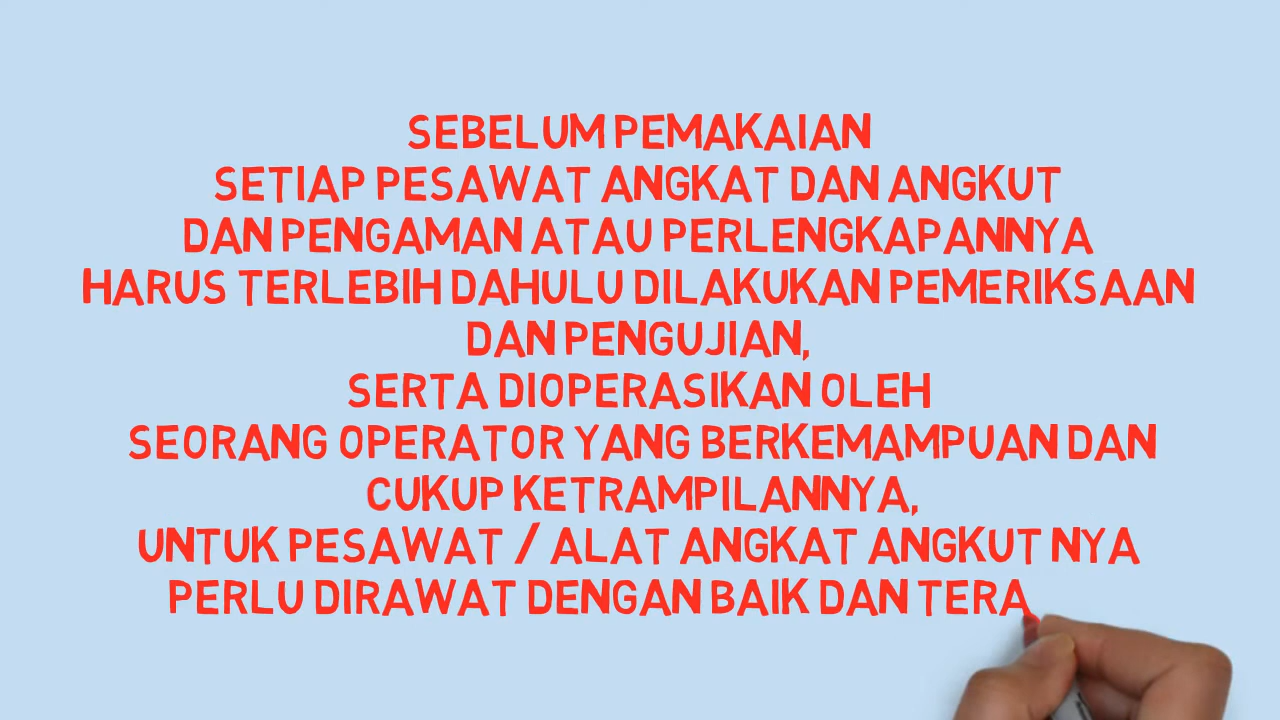 SEBELUM PEMAKAIAN
SETIAP PESAWAT ANGKAT DAN ANGKUT
DAN PENGAMAN ATAU PERLENGKAPANNYA
HARUS TERLEBIH DAHULU DILAKUKAN PEMERIKSAAN
DAN PENGUJIAN,
SERTA DIOPERASIKAN OLEH
SEORANG OPERATOR YANG BERKEMAMPUAN DAN
CUKUP KETRAMPILANNYA,
UNTUK PESAWAT / ALAT ANGKAT ANGKUT NYA
PERLU DIRAWAT DENGAN BAIK DAN TERA